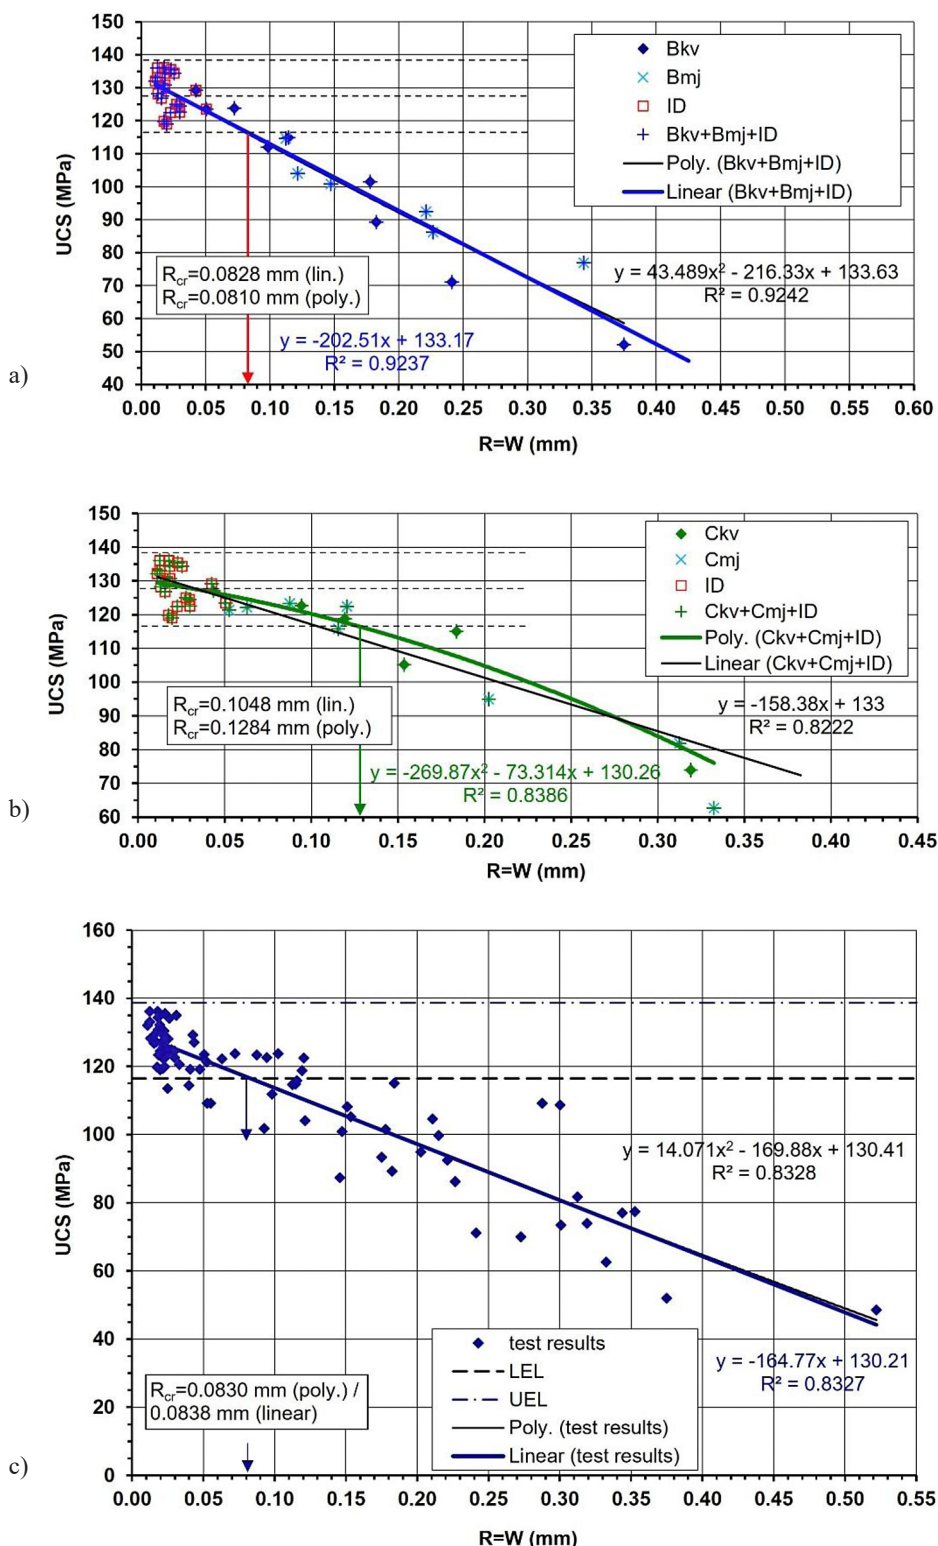 a)
UCS (MPa)
150
140
130
120
110
100
90
80
70
60
50
40
Bkv
Bmj
ID
Bkv+Bmj+ID
Poly. (Bkv+Bmj+ID)
Linear (Bkv+Bmj+ID)
R_cr=0.0828 mm (lin.)
R_cr=0.0810 mm (poly.)
y = 43.489x² - 216.33x + 133.63
R² = 0.9242
y = -202.51x + 133.17
R² = 0.9237
0.00 0.05 0.10 0.15 0.20 0.25 0.30 0.35 0.40 0.45 0.50 0.55 0.60
R=W (mm)
b)
UCS (MPa)
150
140
130
120
110
100
90
80
70
60
Ckv
Cmj
ID
Ckv+Cmj+ID
Poly. (Ckv+Cmj+ID)
Linear (Ckv+Cmj+ID)
R_cr=0.1048 mm (lin.)
R_cr=0.1284 mm (poly.)
y = -158.38x + 133
R² = 0.8222
y = -269.87x² - 73.314x + 130.26
R² = 0.8386
0.00 0.05 0.10 0.15 0.20 0.25 0.30 0.35 0.40 0.45
R=W (mm)
c)
UCS (MPa)
160
140
120
100
80
60
40
20
0
y = 14.071x² - 169.88x + 130.41
R² = 0.8328
test results
LEL
UEL
Poly. (test results)
Linear (test results)
y = -164.77x + 130.21
R² = 0.8327
R_cr=0.0830 mm (poly.) /
0.0838 mm (linear)
0.00 0.05 0.10 0.15 0.20 0.25 0.30 0.35 0.40 0.45 0.50 0.55
R=W (mm)